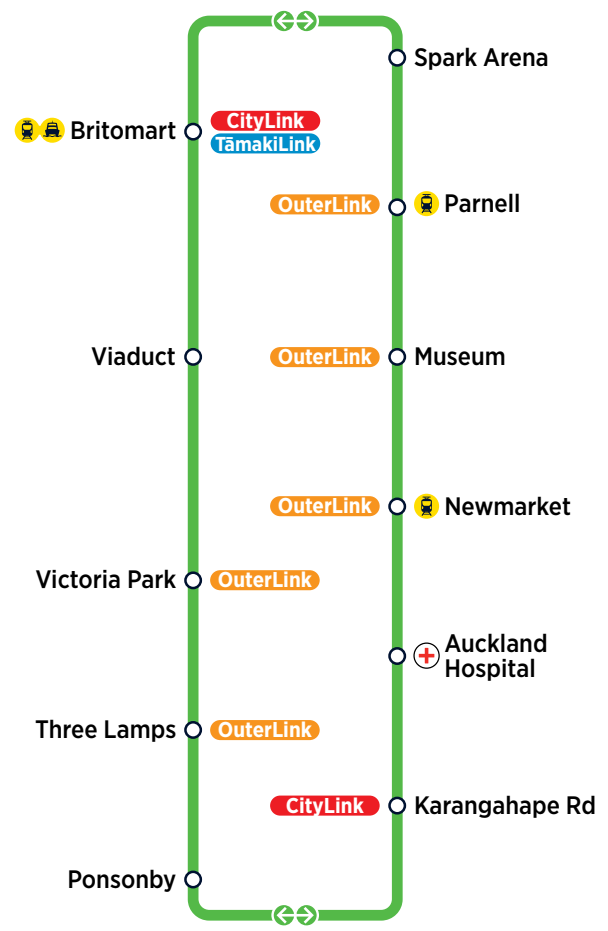 Spark Arena
Britomart
CityLink
TāmakiLink
OuterLink
Parnell
Viaduct
OuterLink
Museum
OuterLink
Newmarket
Victoria Park
OuterLink
Auckland
Hospital
Three Lamps
OuterLink
CityLink
Karangahape Rd
Ponsonby